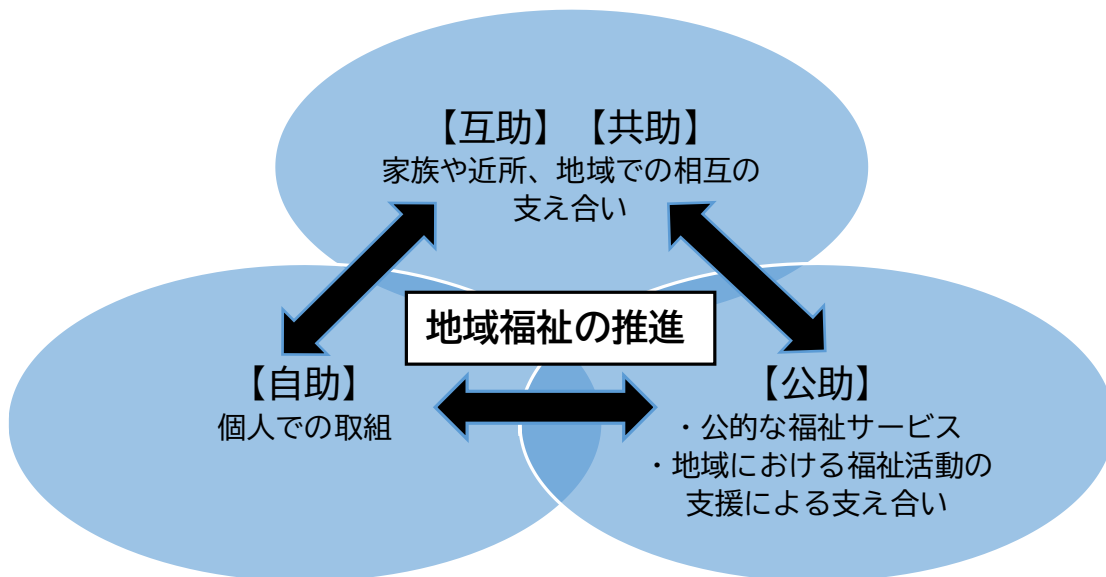 【互助】【共助】
家族や近所、地域での相互の
支え合い
地域福祉の推進
【自助】
個人での取組
【公助】
・公的な福祉サービス
・地域における福祉活動の
支援による支え合い